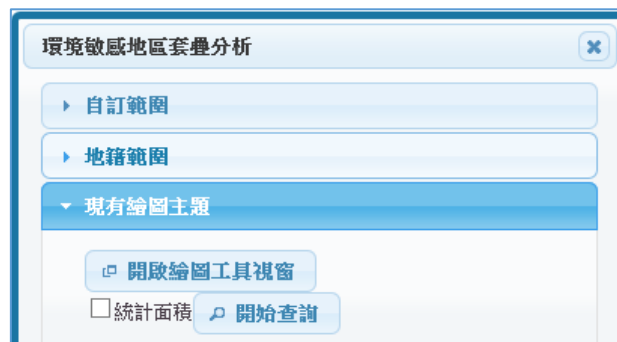 環境敏感地區套疊分析
自訂範圍
地籍範圍
現有繪圖主題
開啟繪圖工具視窗
統計面積 開始查詢